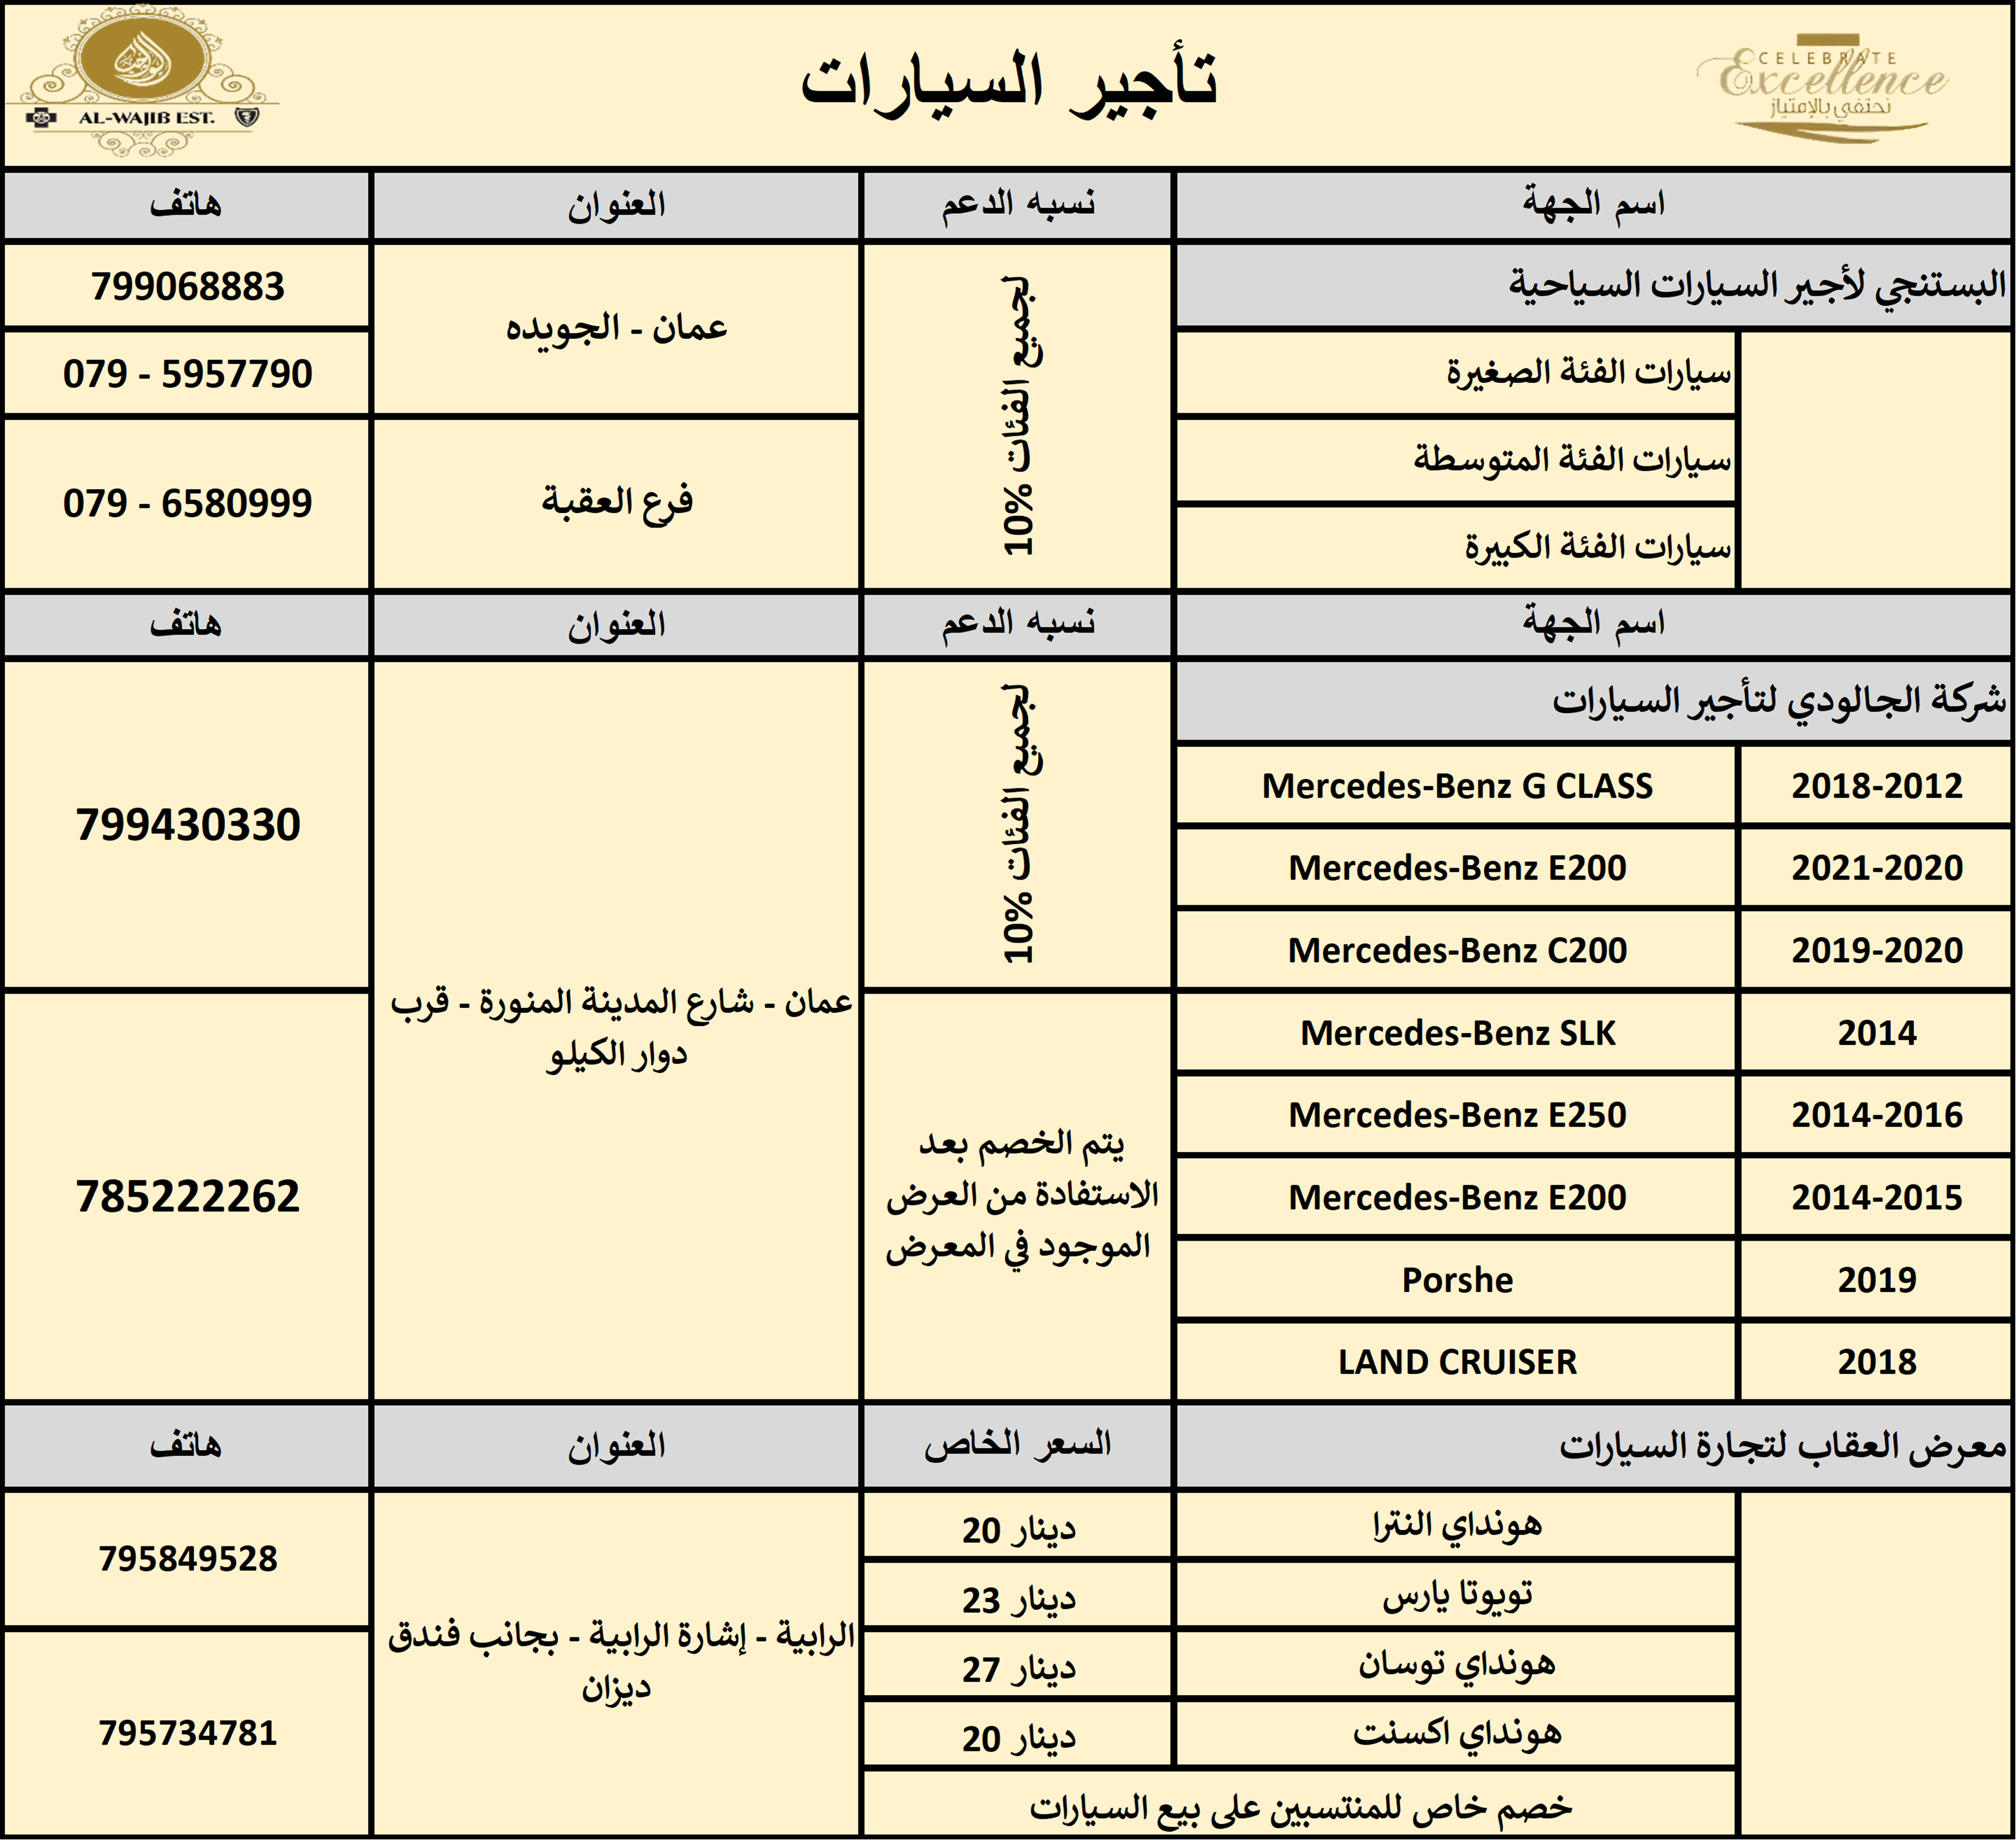 الواجب
AL-WAJIB EST.
تأجير السيارات
CELEBRATE
Excellence
نحتفي بالإمتياز
اسم الجهة
نسبه الدعم
العنوان
هاتف
البستنجي لأجير السيارات السياحية
سيارات الفئة الصغيرة
سيارات الفئة المتوسطة
سيارات الفئة الكبيرة
لجميع الفئات 10%
عمان - الجويده
فرع العقبة
799068883
079 - 5957790
079 - 6580999
اسم الجهة
نسبه الدعم
العنوان
هاتف
شركة الجالودي لتأجير السيارات
2018-2012 Mercedes-Benz G CLASS
2021-2020 Mercedes-Benz E200
2019-2020 Mercedes-Benz C200
2014 Mercedes-Benz SLK
2014-2016 Mercedes-Benz E250
2014-2015 Mercedes-Benz E200
2019 Porshe
2018 LAND CRUISER
لجميع الفئات 10%
يتم الخصم بعد
الاستفادة من العرض
الموجود في المعرض
عمان - شارع المدينة المنورة - قرب
دوار الكيلو
799430330
785222262
معرض العقاب لتجارة السيارات
السعر الخاص
العنوان
هاتف
هونداي النترا
دينار 20
تويوتا يارس
دينار 23
هونداي توسان
دينار 27
هونداي اكسنت
دينار 20
خصم خاص للمنتسبين على بيع السيارات
الرابية - إشارة الرابية - بجانب فندق
ديزان
795849528
795734781